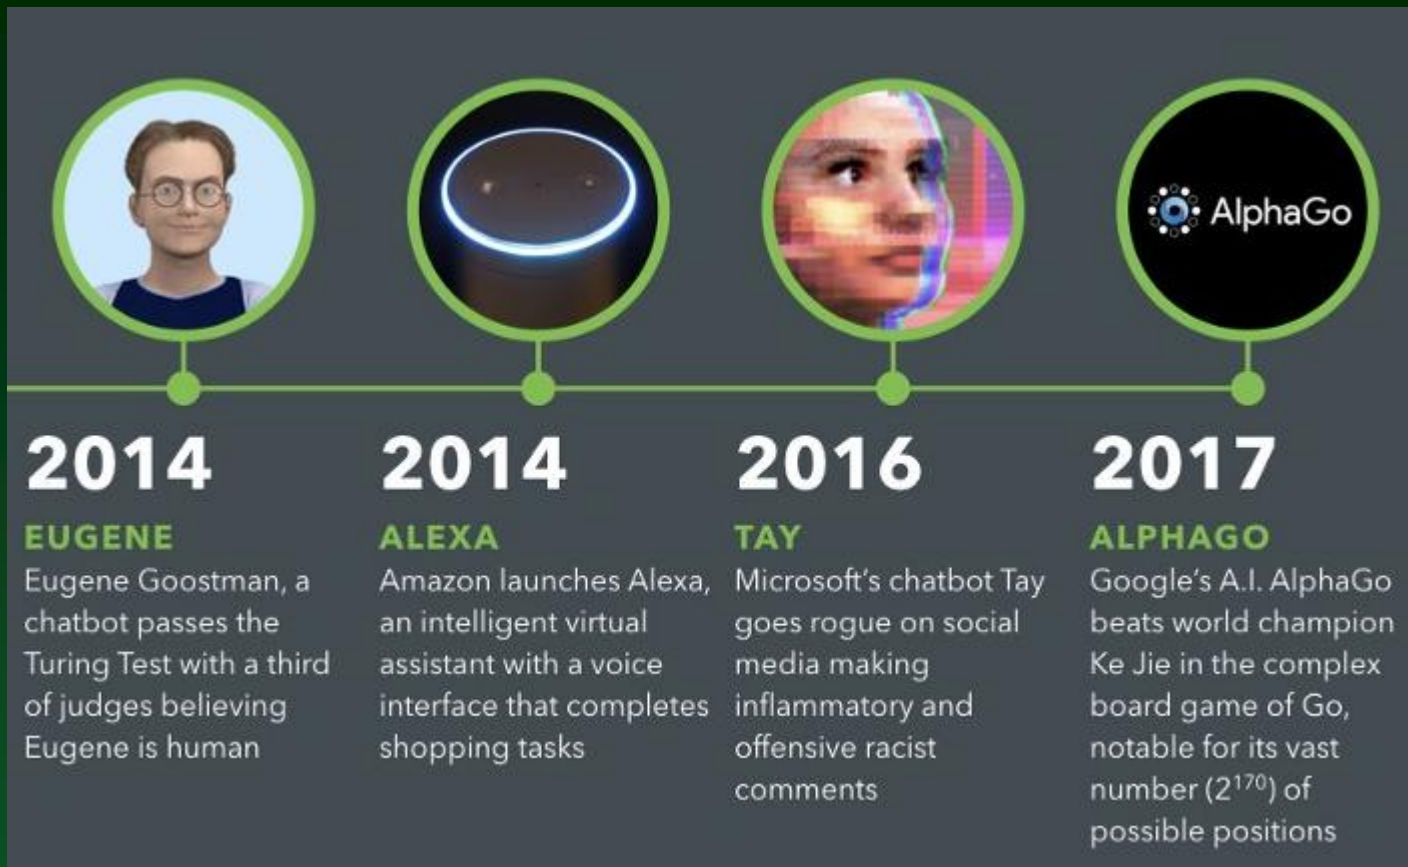 AlphaGo
2014
EUGENE
Eugene Goostman, a
chatbot passes the
Turing Test with a third
of judges believing
Eugene is human
2014
ALEXA
Amazon launches Alexa,
an intelligent virtual
assistant with a voice
interface that completes
shopping tasks
2016
TAY
Microsoft's chatbot Tay
goes rogue on social
media making
inflammatory and
offensive racist
comments
2017
ALPHAGO
Google's A.I. AlphaGo
beats world champion
Ke Jie in the complex
board game of Go,
notable for its vast
number (2¹⁷⁰) of
possible positions